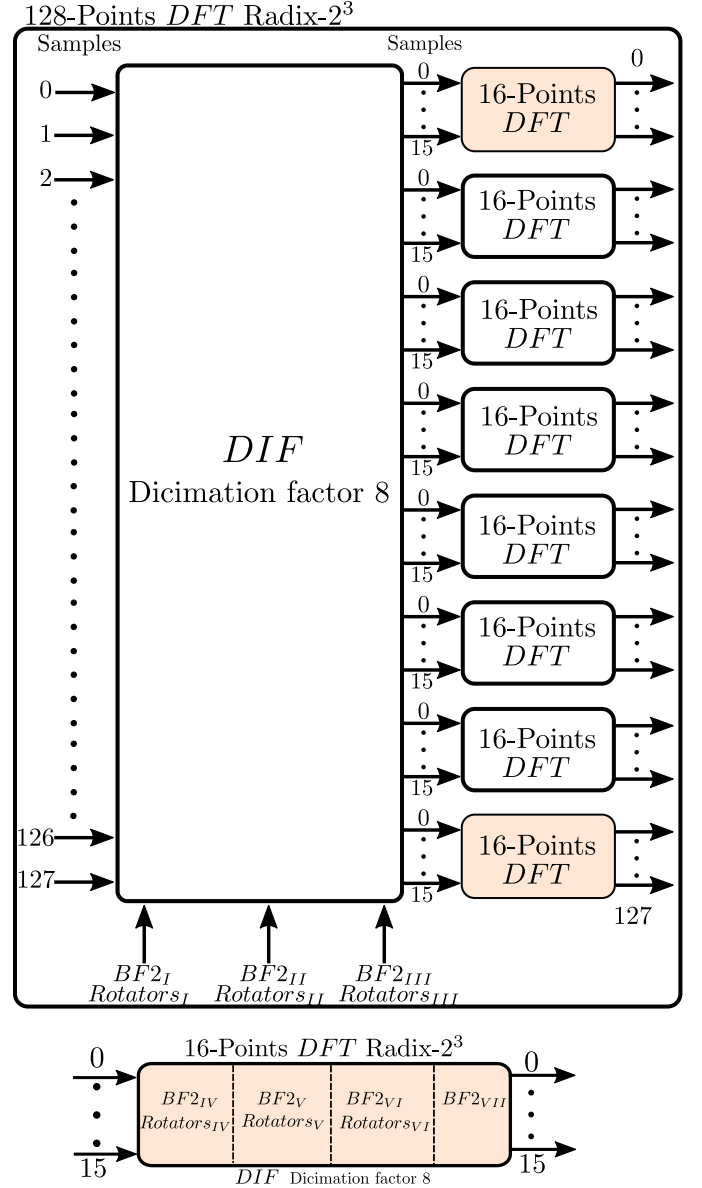 128-Points DFT Radix-2³
Samples
Samples
0
1
2
126
127
DIF
Dicimation factor 8
0
15
16-Points
DFT
0
0
15
16-Points
DFT
0
15
16-Points
DFT
0
15
16-Points
DFT
0
15
16-Points
DFT
0
15
16-Points
DFT
0
15
16-Points
DFT
0
15
16-Points
DFT
127
BF2_I
Rotators_I
BF2_II
Rotators_II
BF2_III
Rotators_III
16-Points DFT Radix-2³
0
15
BF2_IV
Rotators_IV
BF2_V
Rotators_V
BF2_VI
Rotators_VI
BF2_VII
0
15
DIF Dicimation factor 8